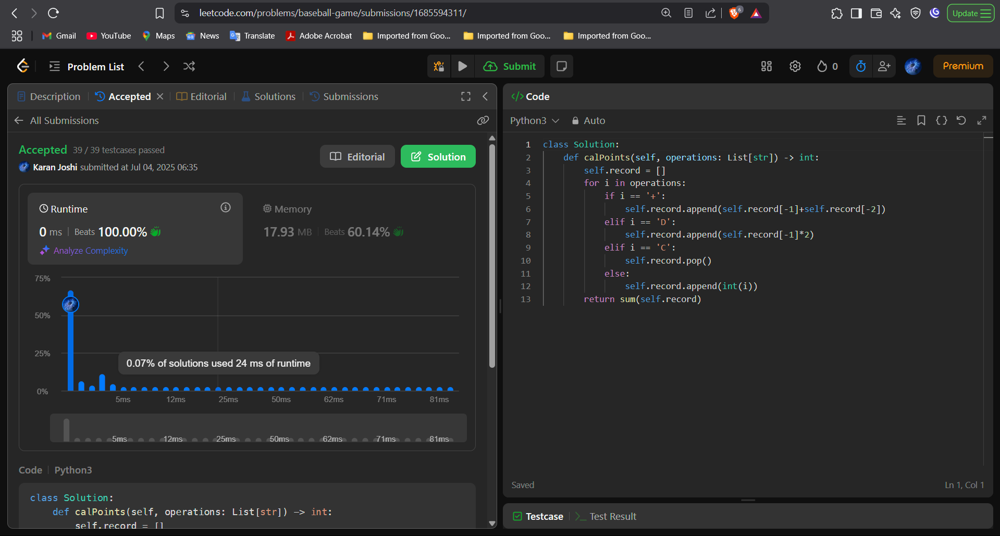 leetcode.com/problems/baseball-game/submissions/1685594311/
6
Update
Gmail
YouTube
Maps
News
Translate
Adobe Acrobat
Imported from Goo...
Imported from Goo...
Imported from Goo...
Problem List
Submit
0
Premium
Description
Accepted
Editorial
Solutions
Submissions
All Submissions
Accepted 39 / 39 testcases passed
Karan Joshi submitted at Jul 04, 2025 06:35
Editorial
Solution
Runtime
0 ms | Beats 100.00%
Analyze Complexity
Memory
17.93 MB | Beats 60.14%
75%
50%
25%
0%
0.07% of solutions used 24 ms of runtime
5ms 12ms 25ms 50ms 62ms 71ms 81ms
5ms 12ms 25ms 50ms 62ms 71ms 81ms
Code | Python3
class Solution:
    def calPoints(self, operations: List[str]) -> int:
        self.record = []
</> Code
Python3
Auto
1 class Solution:
2     def calPoints(self, operations: List[str]) -> int:
3         self.record = []
4         for i in operations:
5             if i == '+':
6                 self.record.append(self.record[-1]+self.record[-2])
7             elif i == 'D':
8                 self.record.append(self.record[-1]*2)
9             elif i == 'C':
10                 self.record.pop()
11             else:
12                 self.record.append(int(i))
13         return sum(self.record)
Saved
Ln 1, Col 1
Testcase
Test Result